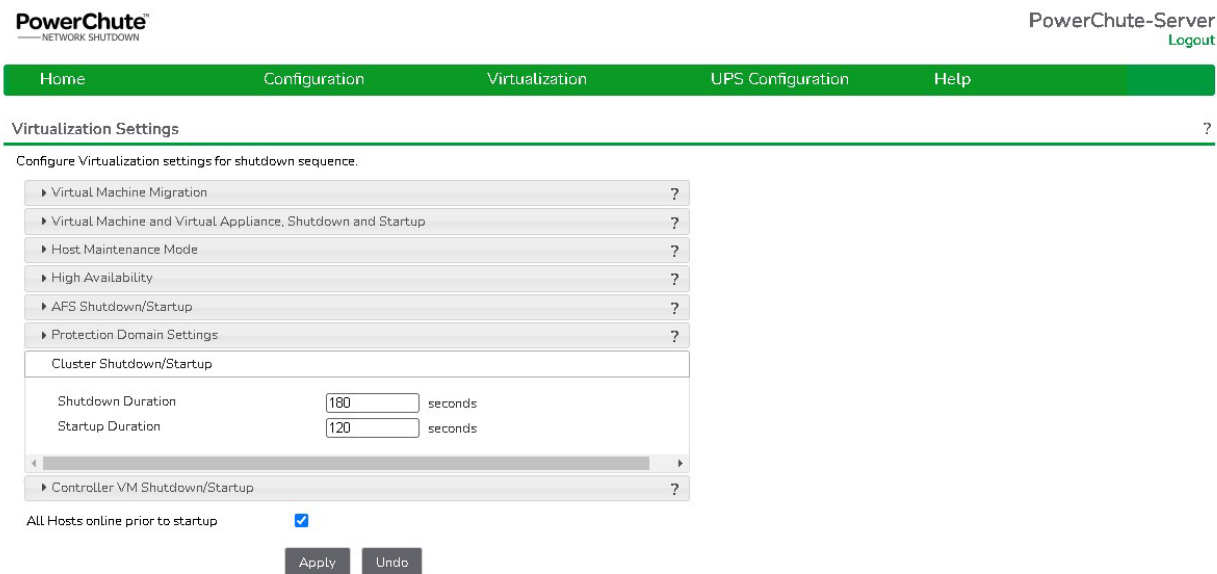 PowerChute
NETWORK SHUTDOWN
PowerChute-Server
Logout
Home Configuration Virtualization UPS Configuration Help
Virtualization Settings ?
Configure Virtualization settings for shutdown sequence.
Virtual Machine Migration ?
Virtual Machine and Virtual Appliance, Shutdown and Startup ?
Host Maintenance Mode ?
High Availability ?
AFS Shutdown/Startup ?
Protection Domain Settings ?
Cluster Shutdown/Startup
Shutdown Duration 180 seconds
Startup Duration 120 seconds
Controller VM Shutdown/Startup ?
All Hosts online prior to startup
Apply Undo